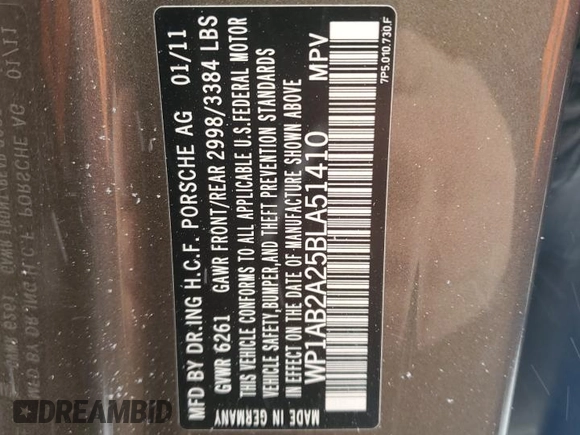 MFD BY DR.ING H.C.F. PORSCHE AG 01/11
GWWR 6261 GAWR FRONT/REAR 2998/3384 LBS
THIS VEHICLE CONFORMS TO ALL APPLICABLE U.S.FEDERAL MOTOR
VEHICLE SAFETY,BUMPER,AND THEFT PREVENTION STANDARDS
IN EFFECT ON THE DATE OF MANUFACTURE SHOWN ABOVE
WP1AB2A25BLA51410 MPV
MADE IN GERMANY 7P5.010.730.F
DREAMBID